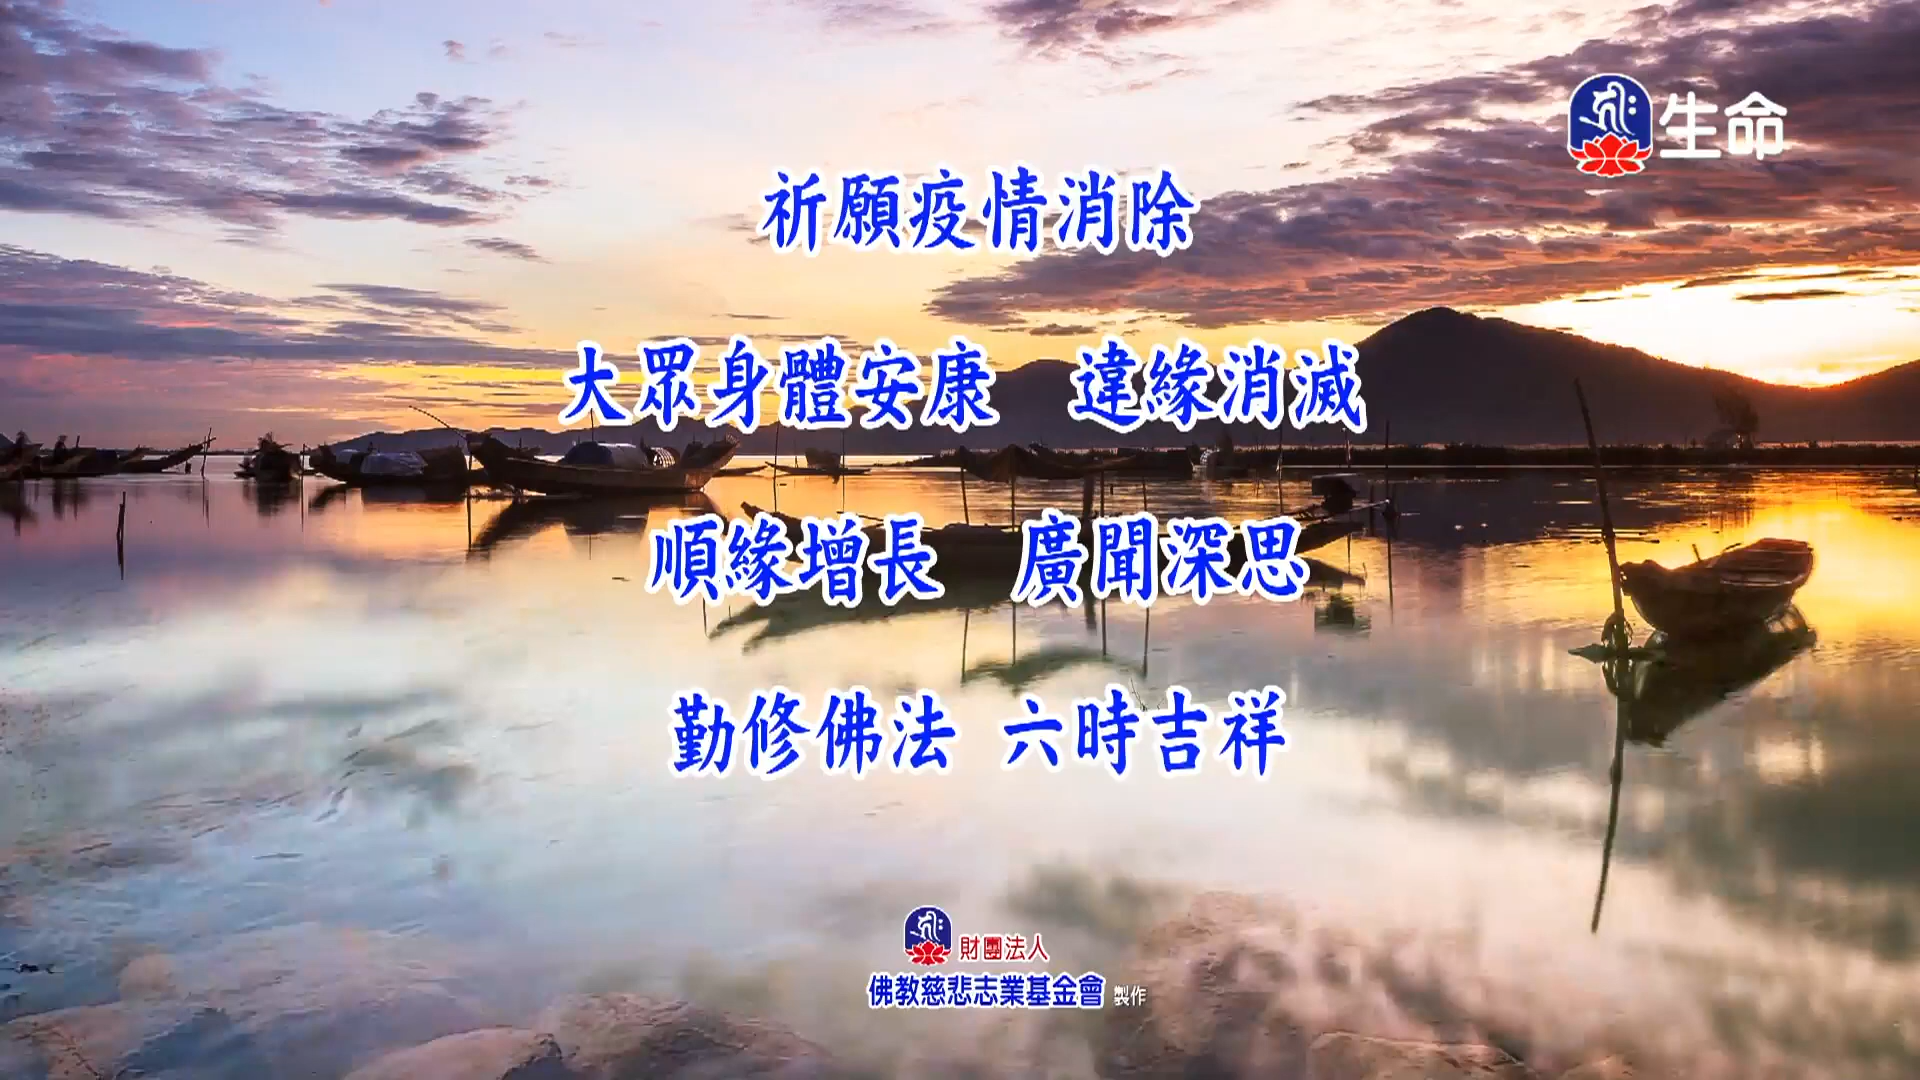 生命
祈願疫情消除
大眾身體安康　違緣消滅
順緣增長　廣聞深思
勤修佛法 六時吉祥
財團法人
佛教慈悲志業基金會 製作